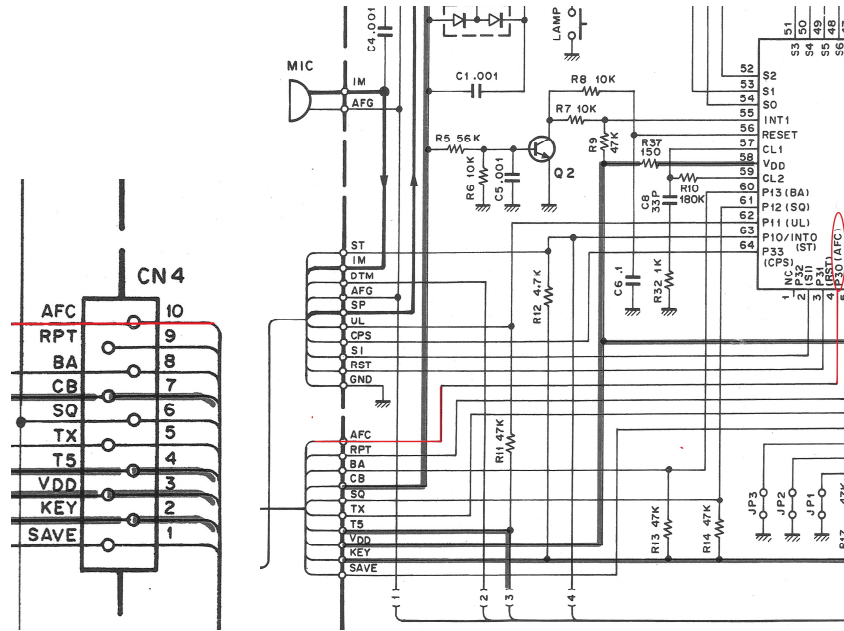 CN4
AFC 10
RPT 9
BA 8
CB 7
SQ 6
TX 5
T5 4
VDD 3
KEY 2
SAVE 1
C4.001
LAMP
MIC
IM
AFG
C1 .001
R8 10K
R7 10K
R9 47K
R5 56K
R6 10K
C5.001
Q2
R37 150
C8 33P
R10 180K
R32 1K
C6 .1
R12 4.7K
51 50 49 48
S3 S4 S5 S6
52 S2
53 S1
54 S0
55 INT1
56 RESET
57 CL1
58 VDD
59 CL2
60 P13(BA)
61 P12(SQ)
62 P11(UL)
63 P10/INT0 (ST)
64 P33 (CPS)
NC P32 (SI) P31 (RST) P30(AFC)
1 2 3 4 5
ST
IM
DTM
AFG
SP
UL
CPS
SI
RST
GND
AFC
RPT
BA
CB
SQ
TX
T5
VDD
KEY
SAVE
R11 47K
R13 47K
R14 47K
JP3 JP2 JP1
47K
1 2 3 4